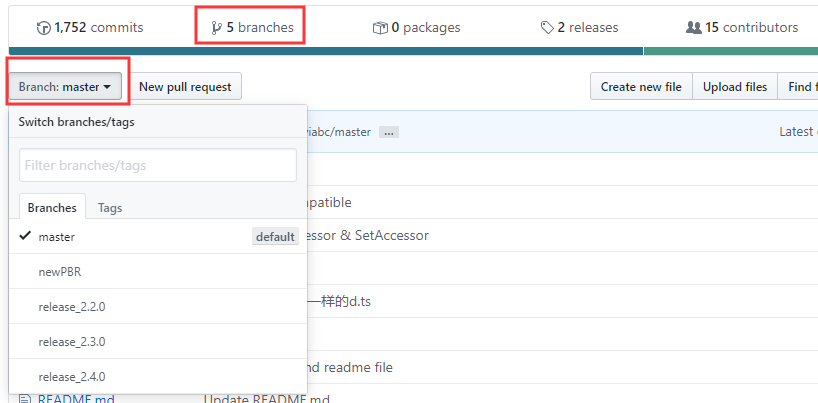 1,752 commits 5 branches 0 packages 2 releases 15 contributors
Branch: master New pull request Create new file Upload files Find f
Switch branches/tags
iabc/master ... Latest
Filter branches/tags
Branches Tags
patible
master default
essor & SetAccessor
newPBR
release_2.2.0
一样的d.ts
release_2.3.0
nd readme file
release_2.4.0
README.md Update README.md